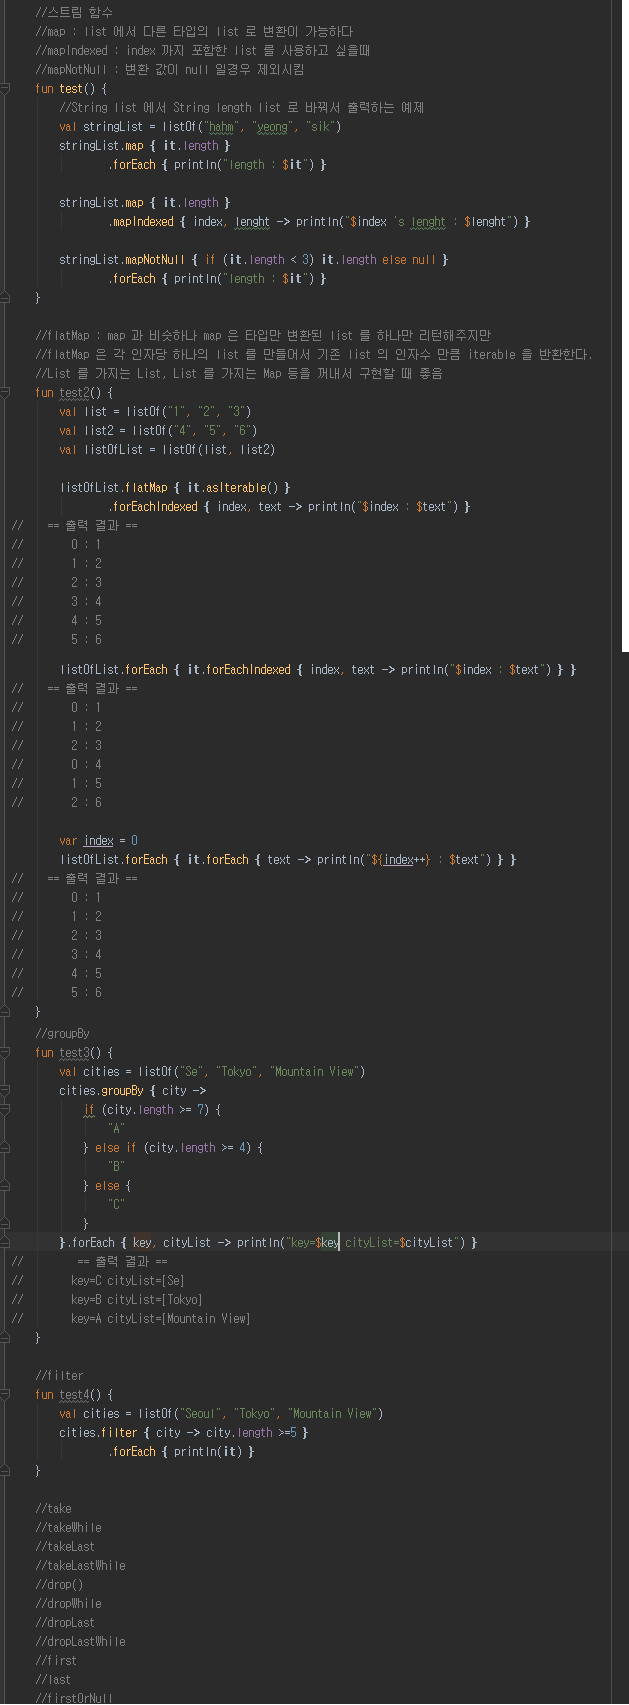 //스트림 함수
//map : list 에서 다른 타입의 list 로 변환이 가능하다
//mapIndexed : index 까지 포함한 list 를 사용하고 싶을때
//mapNotNull : 변환 값이 null 일경우 제외시킴
fun test() {
//String list 에서 String length list 로 바꿔서 출력하는 예제
val stringList = listOf("hahm", "yeong", "sik")
stringList.map { it.length }
.forEach { println("length : $it") }
stringList.map { it.length }
.mapIndexed { index, lenght -> println("$index 's lenght : $lenght") }
stringList.mapNotNull { if (it.length < 3) it.length else null }
.forEach { println("length : $it") }
}
//flatMap : map 과 비슷하나 map 은 타입만 변환된 list 를 하나만 리턴해주지만
//flatMap 은 각 인자당 하나의 list 를 만들어서 기존 list 의 인자수 만큼 iterable 을 반환한다.
//List 를 가지는 List, List 를 가지는 Map 등을 꺼내서 구현할 때 좋음
fun test2() {
val list = listOf("1", "2", "3")
val list2 = listOf("4", "5", "6")
val listOfList = listOf(list, list2)
listOfList.flatMap { it.asIterable() }
.forEachIndexed { index, text -> println("$index : $text") }
// == 출력 결과 ==
// 0 : 1
// 1 : 2
// 2 : 3
// 3 : 4
// 4 : 5
// 5 : 6
listOfList.forEach { it.forEachIndexed { index, text -> println("$index : $text") } }
// == 출력 결과 ==
// 0 : 1
// 1 : 2
// 2 : 3
// 0 : 4
// 1 : 5
// 2 : 6
var index = 0
listOfList.forEach { it.forEach { text -> println("${index++} : $text") } }
// == 출력 결과 ==
// 0 : 1
// 1 : 2
// 2 : 3
// 3 : 4
// 4 : 5
// 5 : 6
}
//groupBy
fun test3() {
val cities = listOf("Se", "Tokyo", "Mountain View")
cities.groupBy { city ->
if (city.length >= 7) {
"A"
} else if (city.length >= 4) {
"B"
} else {
"C"
}
}.forEach { key, cityList -> println("key=$key cityList=$cityList") }
// == 출력 결과 ==
// key=C cityList=[Se]
// key=B cityList=[Tokyo]
// key=A cityList=[Mountain View]
}
//filter
fun test4() {
val cities = listOf("Seoul", "Tokyo", "Mountain View")
cities.filter { city -> city.length >=5 }
.forEach { println(it) }
}
//take
//takeWhile
//takeLast
//takeLastWhile
//drop()
//dropWhile
//dropLast
//dropLastWhile
//first
//last
//firstOrNull